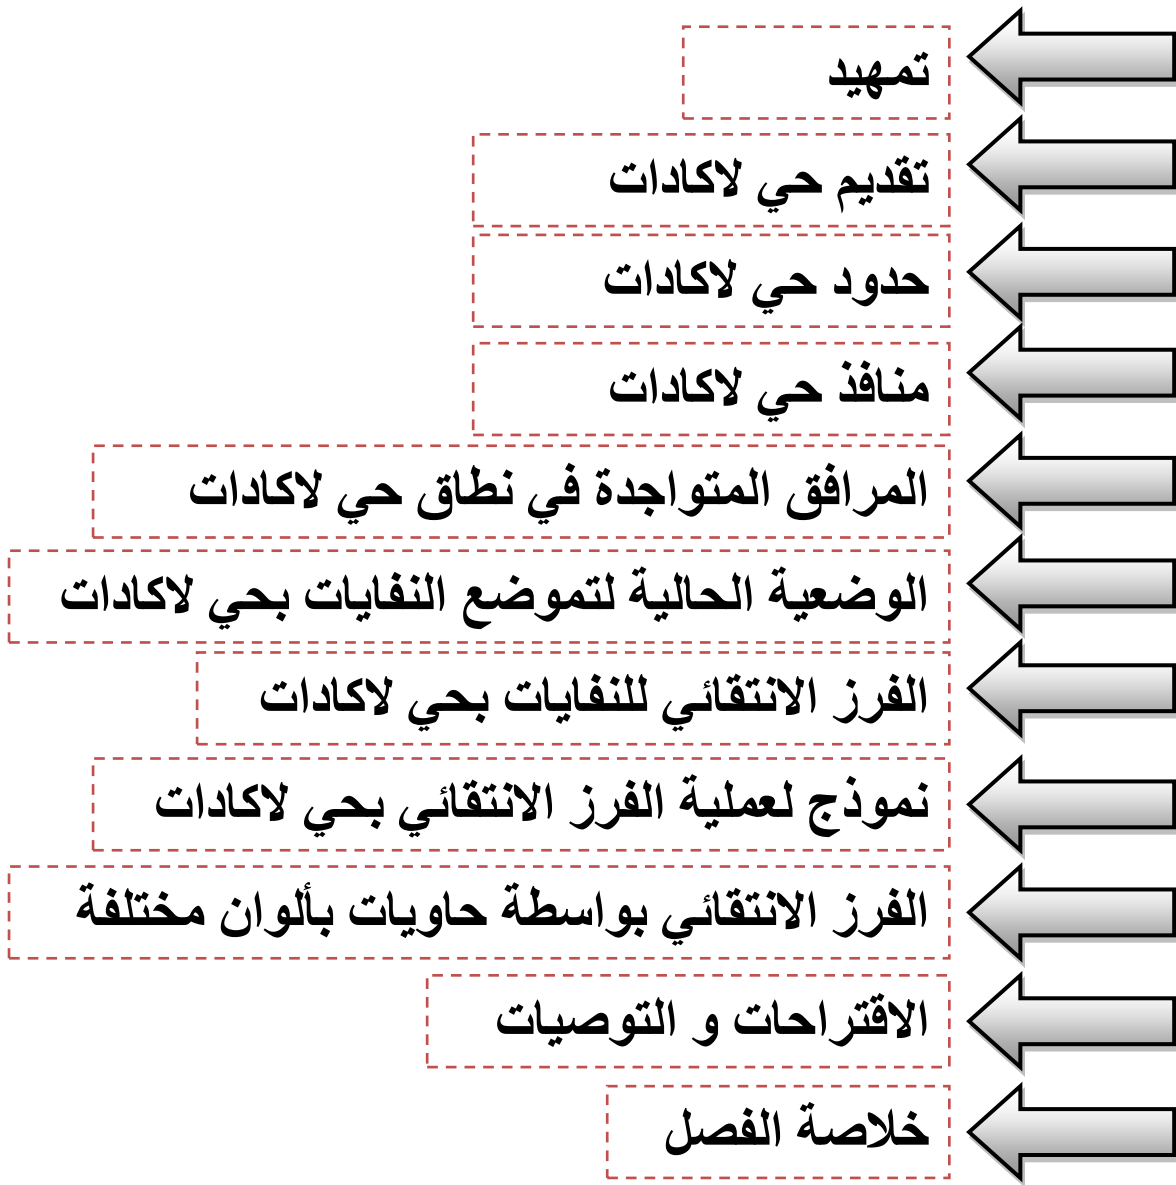 تمهيد
تقديم حي لاكادات
حدود حي لاكادات
منافذ حي لاكادات
المرافق المتواجدة في نطاق حي لاكادات
الوضعية الحالية لتموضع النفايات بحي لاكادات
الفرز الانتقائي للنفايات بحي لاكادات
نموذج لعملية الفرز الانتقائي بحي لاكادات
الفرز الانتقائي بواسطة حاويات بألوان مختلفة
الاقتراحات و التوصيات
خلاصة الفصل